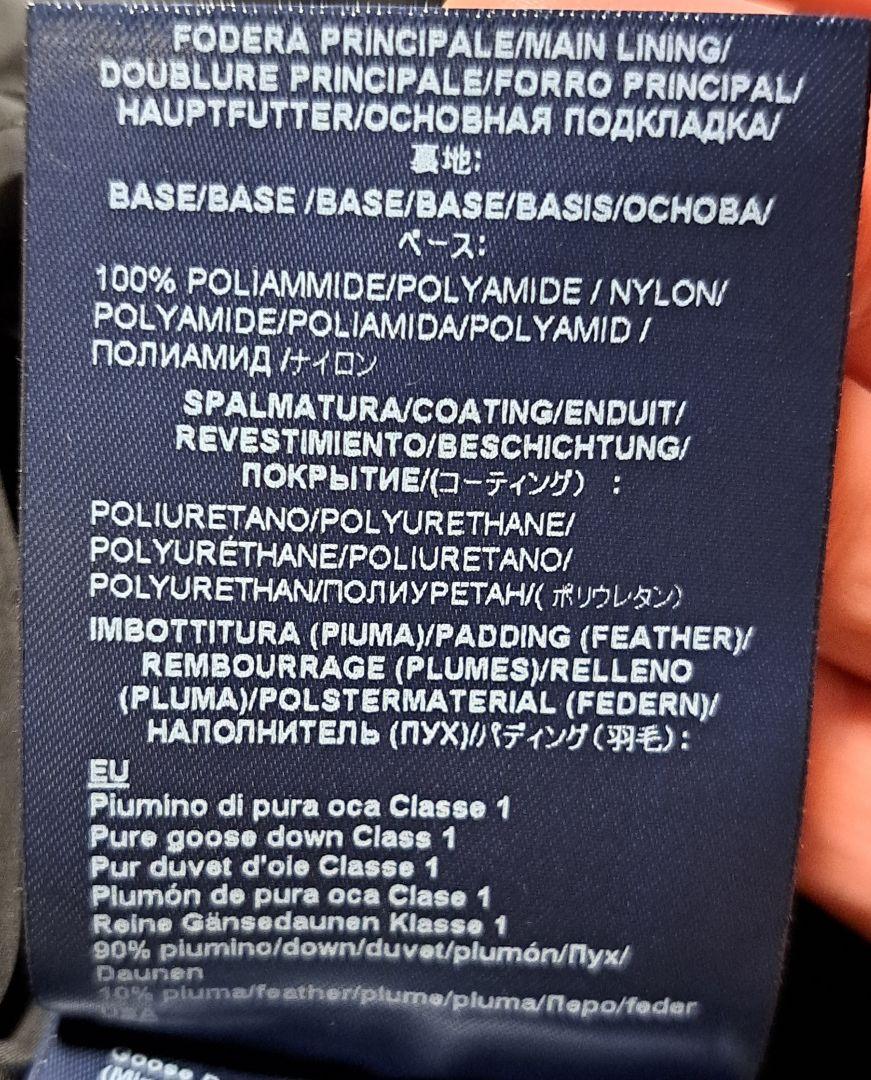 FODERA PRINCIPALE/MAIN LINING/
DOUBLURE PRINCIPALE/FORRO PRINCIPAL/
HAUPTFUTTER/ОСНОВНАЯ ПОДКЛАДКА/
裏地:
BASE/BASE /BASE/BASE/BASIS/ОСНОВА/
ベース:
100% POLIAMMIDE/POLYAMIDE / NYLON/
POLYAMIDE/POLIAMIDA/POLYAMID /
ПОЛИАМИД /ナイロン
SPALMATURA/COATING/ENDUIT/
REVESTIMIENTO/BESCHICHTUNG/
ПОКРЫТИЕ/(コーティング) :
POLIURETANO/POLYURETHANE/
POLYURÉTHANE/POLIURETANO/
POLYURETHAN/ПОЛИУРЕТАН/( ポリウレタン)
IMBOTTITURA (PIUMA)/PADDING (FEATHER)/
REMBOURRAGE (PLUMES)/RELLENO
(PLUMA)/POLSTERMATERIAL (FEDERN)/
НАПОЛНИТЕЛЬ (ПУХ)/パディング(羽毛):
EU
Piumino di pura oca Classe 1
Pure goose down Class 1
Pur duvet d'oie Classe 1
Plumón de pura oca Clase 1
Reine Gänsedaunen Klasse 1
90% piumino/down/duvet/plumón/Пух/
Daunen
10% piuma/feather/plume/pluma/Перо/feder
USA
Goose